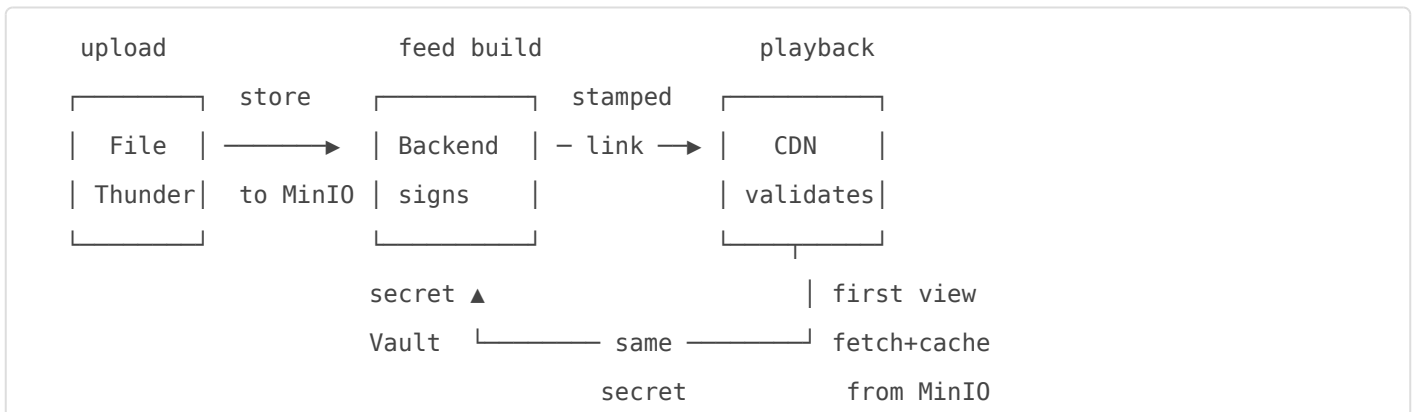 upload feed build playback
store stamped
File ───────▶ Backend ─ link ──▶ CDN
Thunder to MinIO signs validates
secret ▲ first view
Vault └──────── same ────────┘ fetch+cache
secret from MinIO